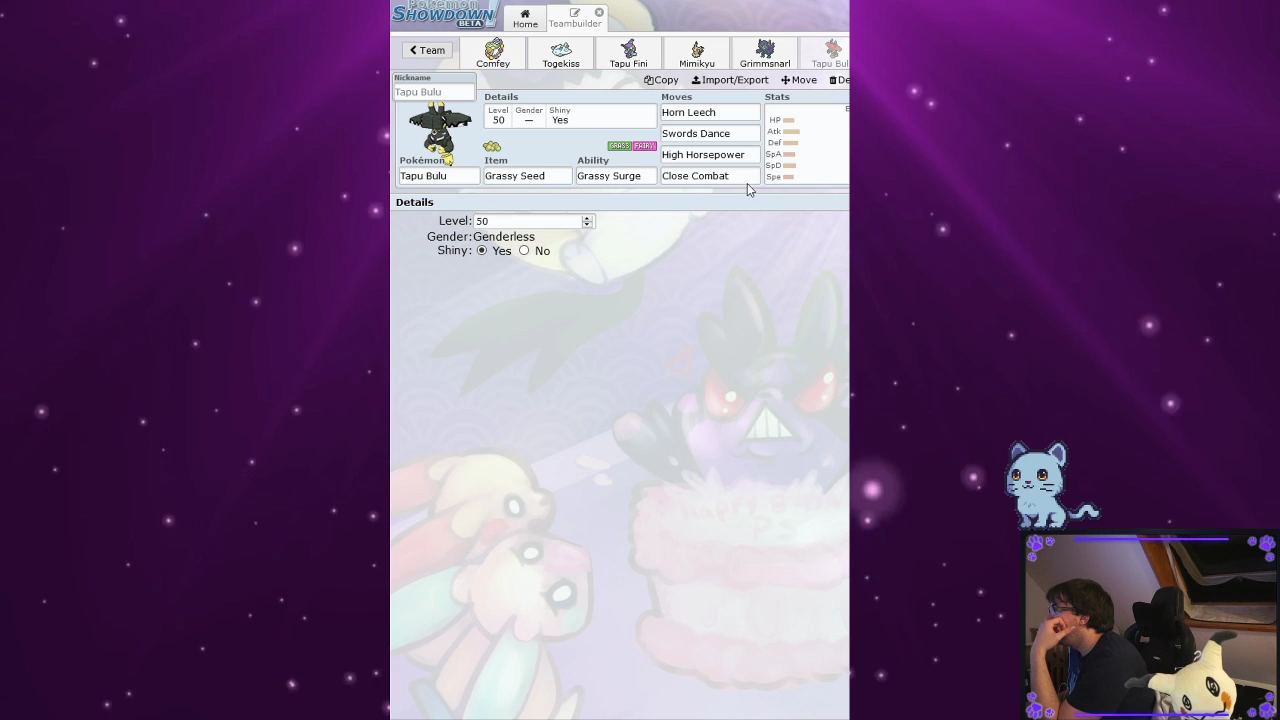 Pokémon
SHOWDOWN
BETA
Home
Teambuilder
Team
Comfey
Togekiss
Tapu Fini
Mimikyu
Grimmsnarl
Tapu Bul
Copy
Import/Export
Move
De
Nickname
Tapu Bulu
Details
Level
50
Gender
—
Shiny
Yes
GRASS FAIRY
Pokémon
Tapu Bulu
Item
Grassy Seed
Ability
Grassy Surge
Moves
Horn Leech
Swords Dance
High Horsepower
Close Combat
Stats
E
HP
Atk
Def
SpA
SpD
Spe
Details
Level: 50
Gender: Genderless
Shiny: Yes No